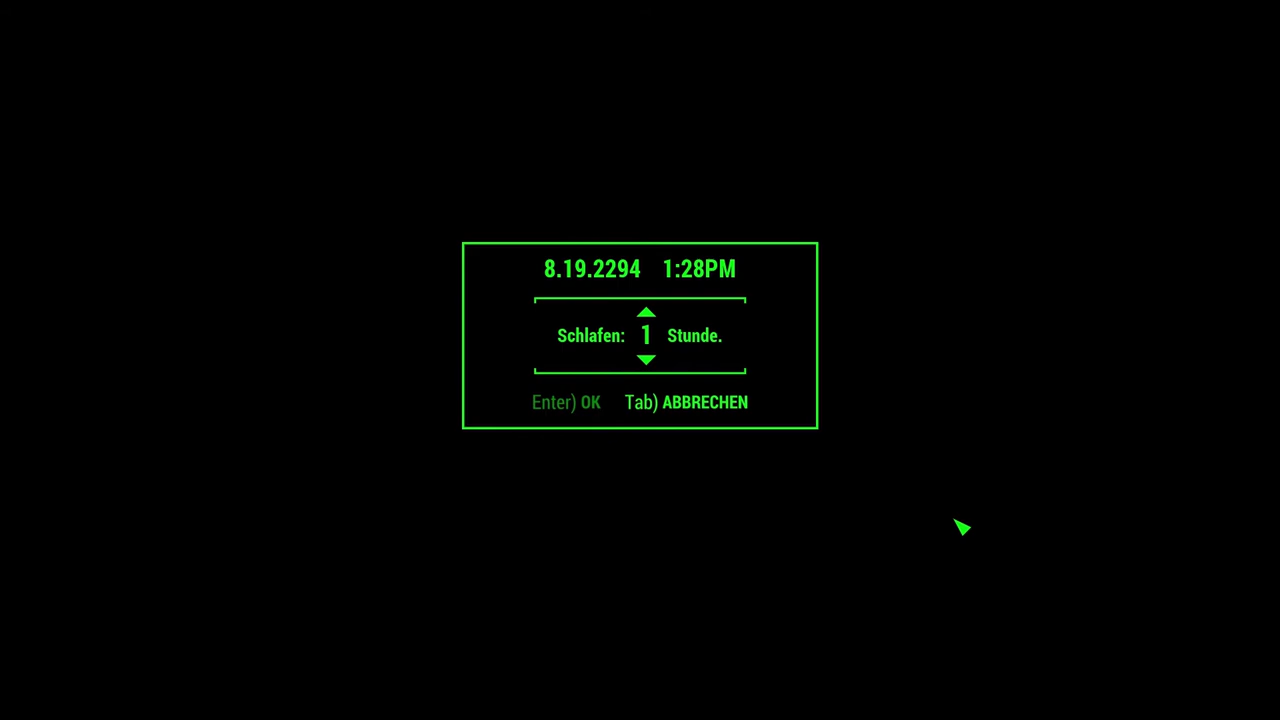 8.19.2294 1:28PM
Schlafen: 1 Stunde.
Enter) OK Tab) ABBRECHEN